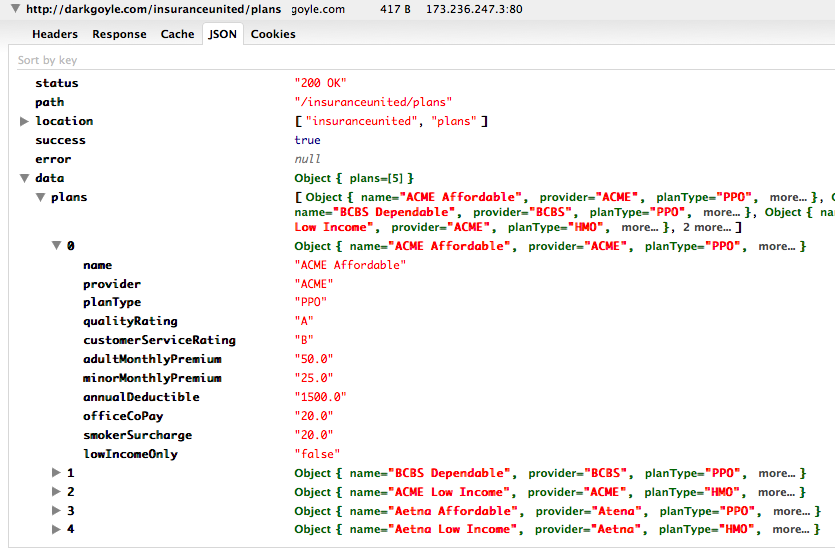 http://darkgoyle.com/insuranceunited/plans goyle.com 417 B 173.236.247.3:80
Headers Response Cache JSON Cookies
Sort by key
status "200 OK"
path "/insuranceunited/plans"
location ["insuranceunited", "plans"]
success true
error null
data Object { plans=[5] }
plans [ Object { name="ACME Affordable", provider="ACME", planType="PPO", more... }, O
name="BCBS Dependable", provider="BCBS", planType="PPO", more... }, Object { na
Low Income", provider="ACME", planType="HMO", more... }, 2 more... ]
0 Object { name="ACME Affordable", provider="ACME", planType="PPO", more... }
name "ACME Affordable"
provider "ACME"
planType "PPO"
qualityRating "A"
customerServiceRating "B"
adultMonthlyPremium "50.0"
minorMonthlyPremium "25.0"
annualDeductible "1500.0"
officeCoPay "20.0"
smokerSurcharge "20.0"
lowIncomeOnly "false"
1 Object { name="BCBS Dependable", provider="BCBS", planType="PPO", more... }
2 Object { name="ACME Low Income", provider="ACME", planType="HMO", more... }
3 Object { name="Aetna Affordable", provider="Atena", planType="PPO", more... }
4 Object { name="Aetna Low Income", provider="Aetna", planType="HMO", more... }